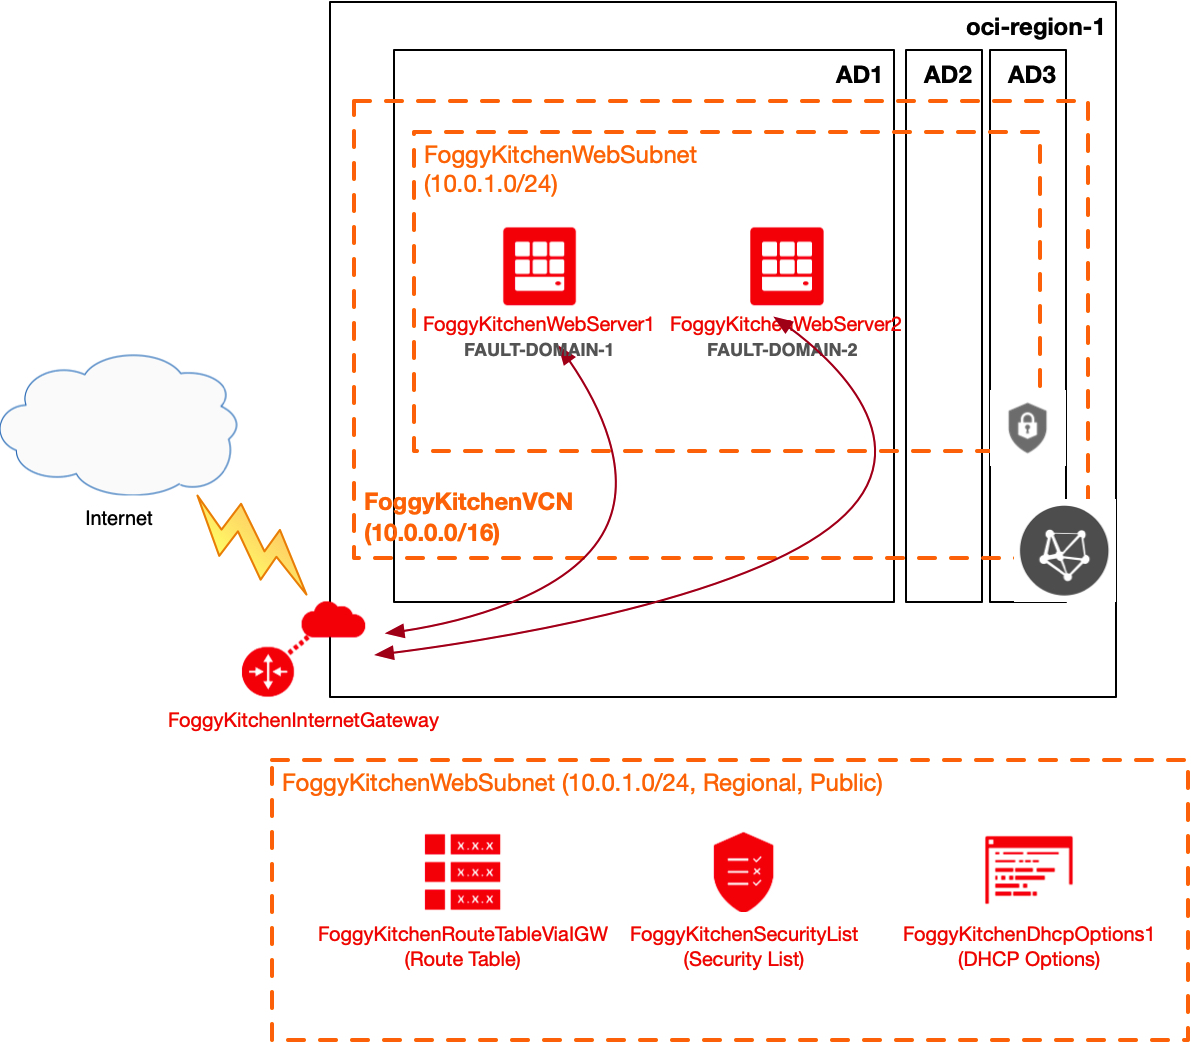 oci-region-1
AD1
AD2
AD3
FoggyKitchenWebSubnet
(10.0.1.0/24)
FoggyKitchenWebServer1
FoggyKitchenWebServer2
FAULT-DOMAIN-1
FAULT-DOMAIN-2
FoggyKitchenVCN
(10.0.0.0/16)
Internet
FoggyKitchenInternetGateway
FoggyKitchenWebSubnet (10.0.1.0/24, Regional, Public)
X.X.X
X.X.X
X.X.X
FoggyKitchenRouteTableViaIGW
(Route Table)
FoggyKitchenSecurityList
(Security List)
FoggyKitchenDhcpOptions1
(DHCP Options)